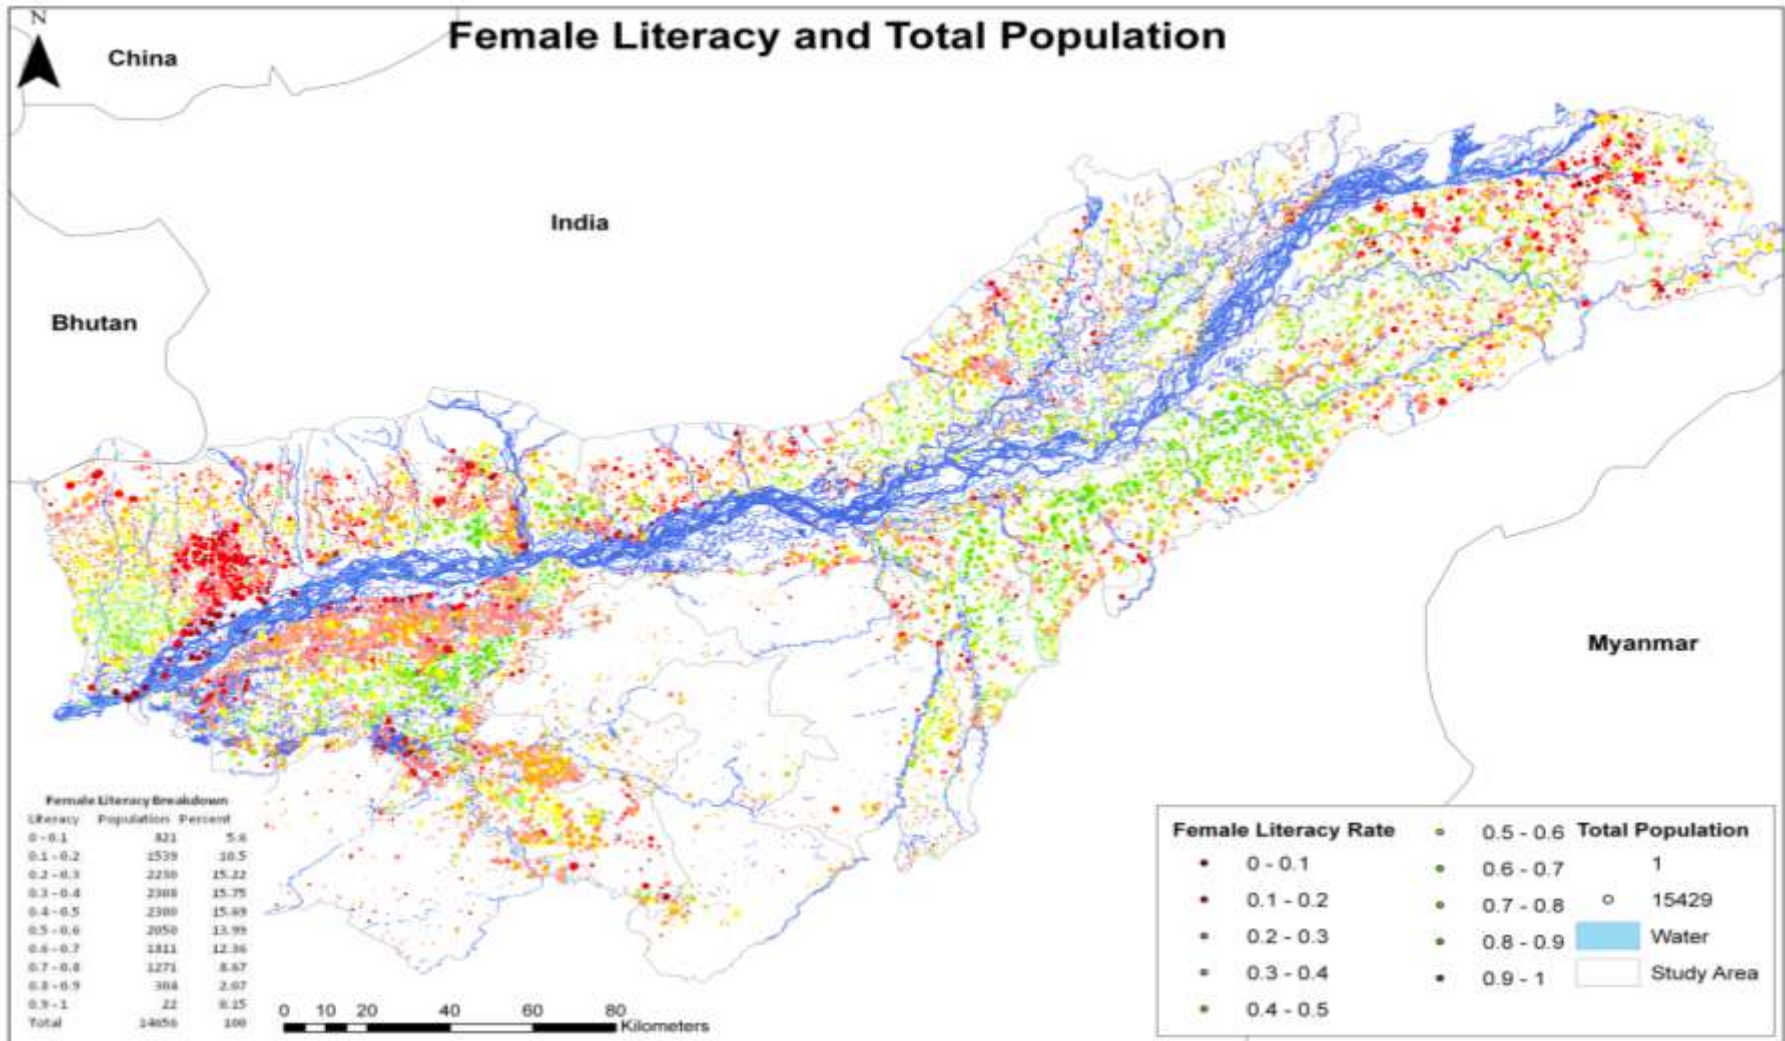 N
Female Literacy and Total Population
China
India
Bhutan
Myanmar
Female Literacy Breakdown
Literacy Population Percent
0 - 0.1 821 5.6
0.1 - 0.2 1539 10.5
0.2 - 0.3 2230 15.22
0.3 - 0.4 2308 15.75
0.4 - 0.5 2300 15.69
0.5 - 0.6 2050 13.99
0.6 - 0.7 1811 12.36
0.7 - 0.8 1271 8.67
0.8 - 0.9 304 2.07
0.9 - 1 22 0.15
Total 14656 100
0 10 20 40 60 80
Kilometers
Female Literacy Rate
0 - 0.1
0.1 - 0.2
0.2 - 0.3
0.3 - 0.4
0.4 - 0.5
0.5 - 0.6
0.6 - 0.7
0.7 - 0.8
0.8 - 0.9
0.9 - 1
Total Population
1
15429
Water
Study Area